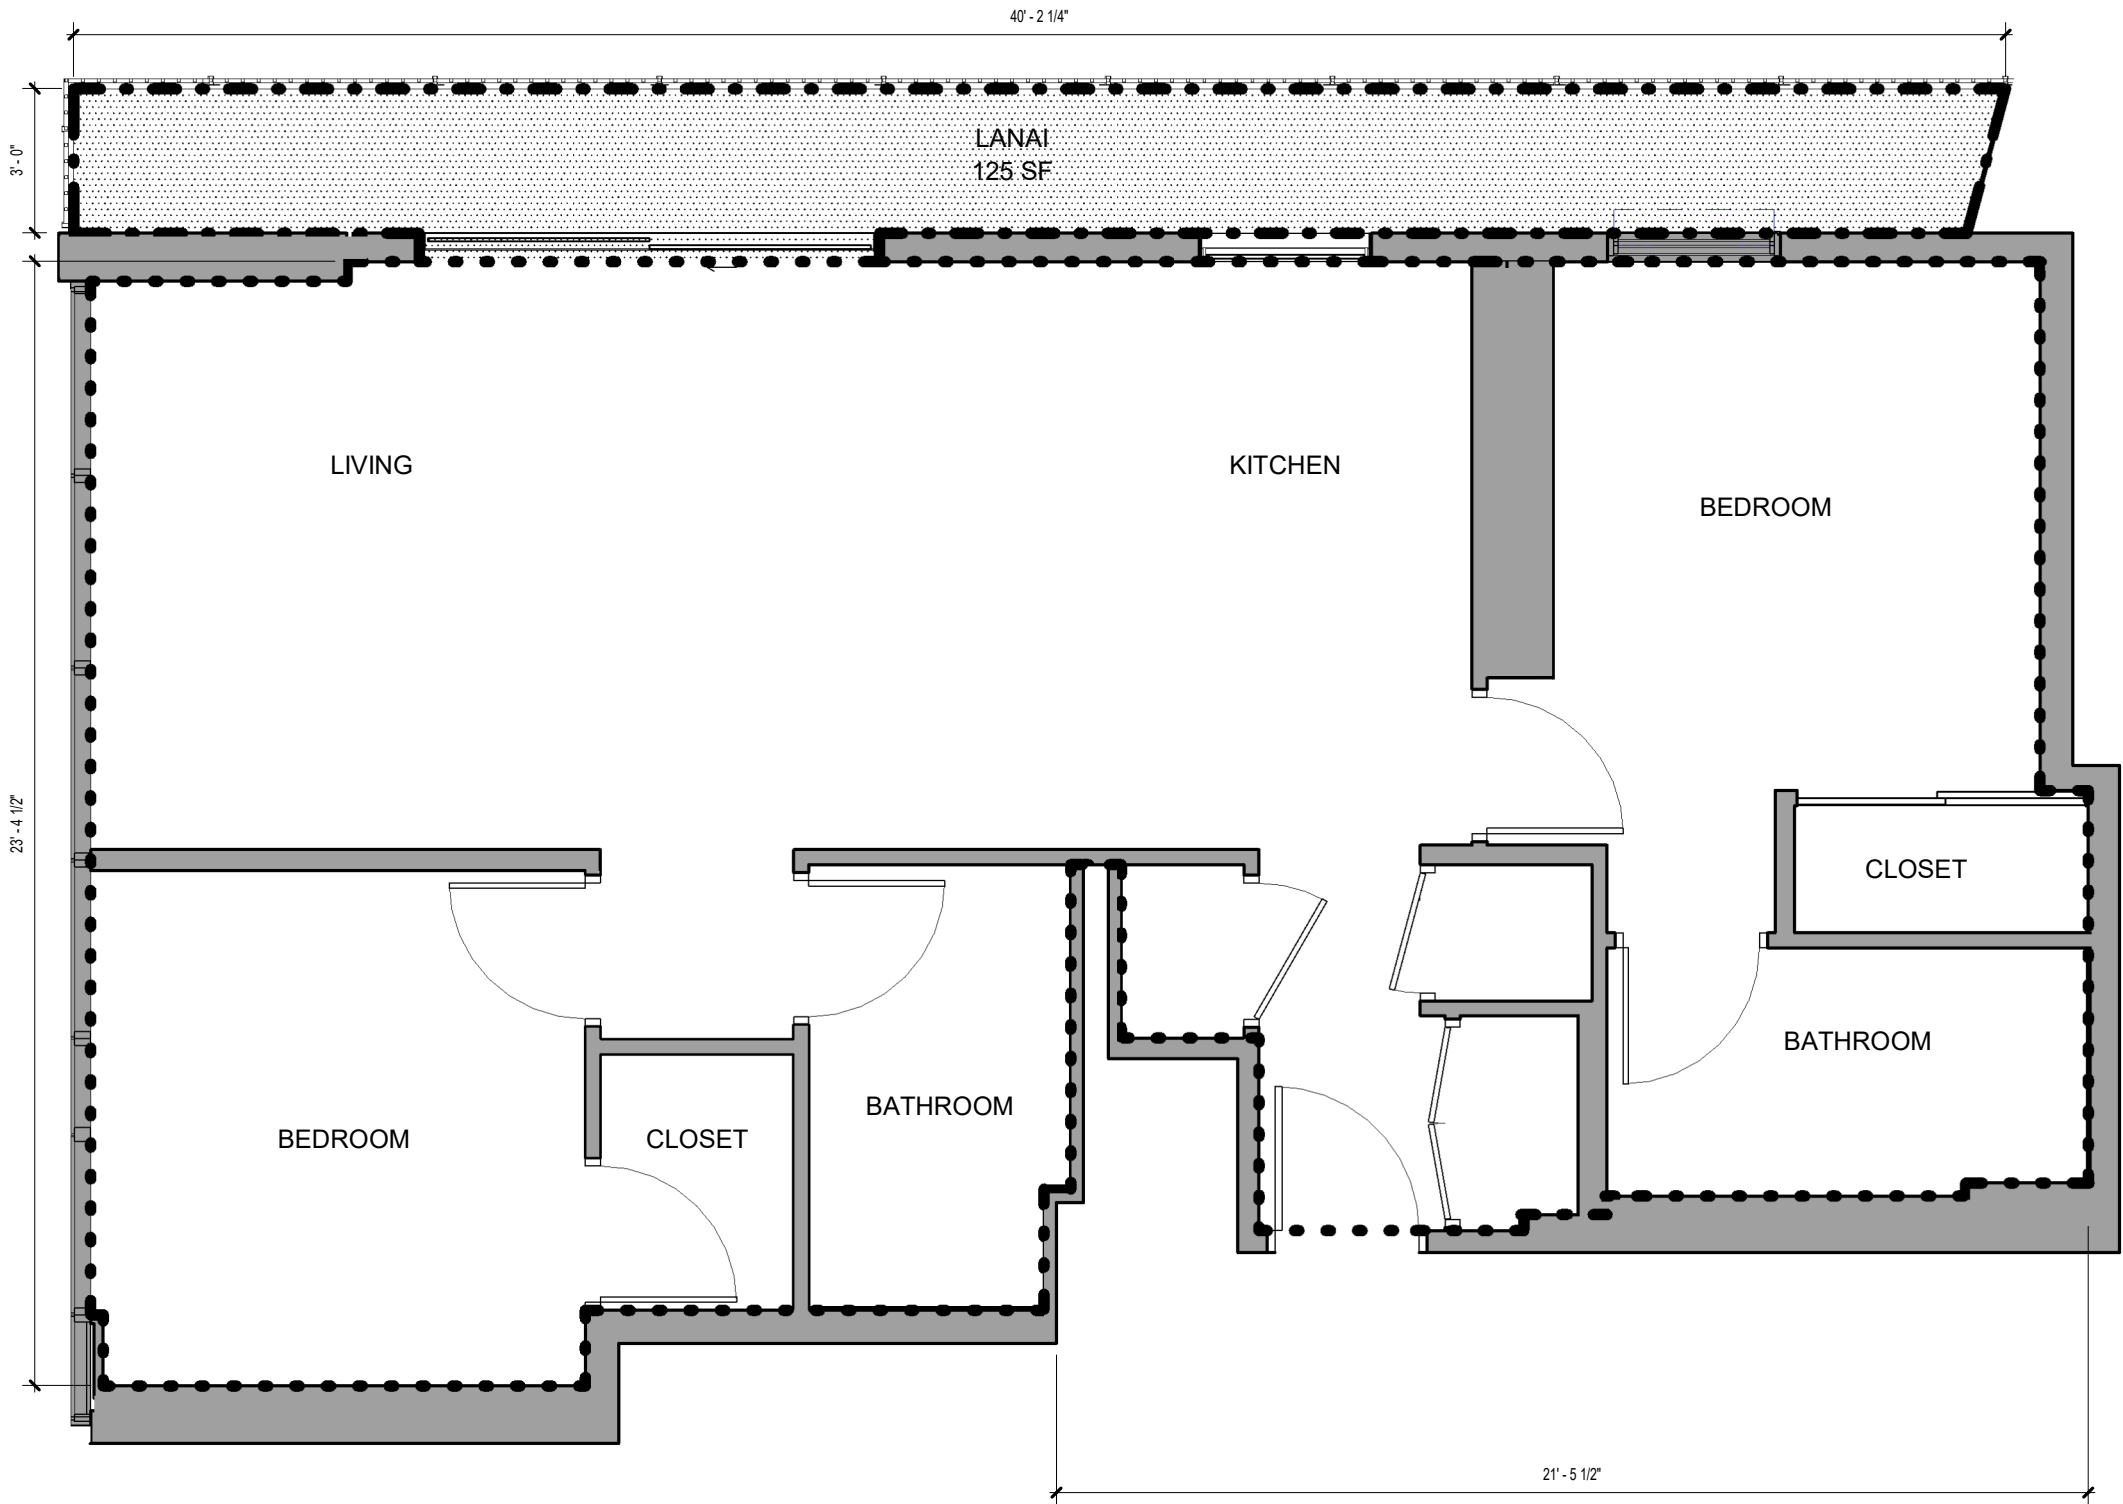 40' - 2 1/4"
3' - 0"
LANAI
125 SF
LIVING
KITCHEN
BEDROOM
23' - 4 1/2"
CLOSET
BATHROOM
BATHROOM
BEDROOM
CLOSET
21' - 5 1/2"